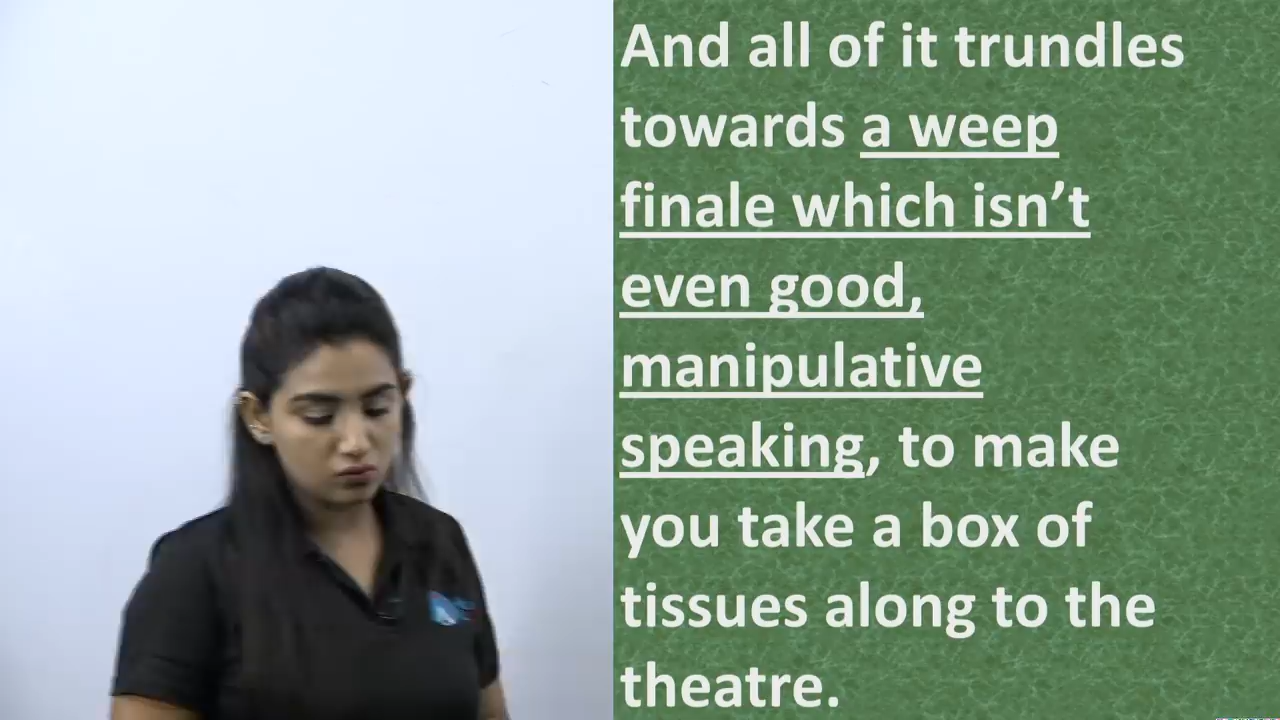 And all of it trundles
towards a weep
finale which isn’t
even good,
manipulative
speaking, to make
you take a box of
tissues along to the
theatre.